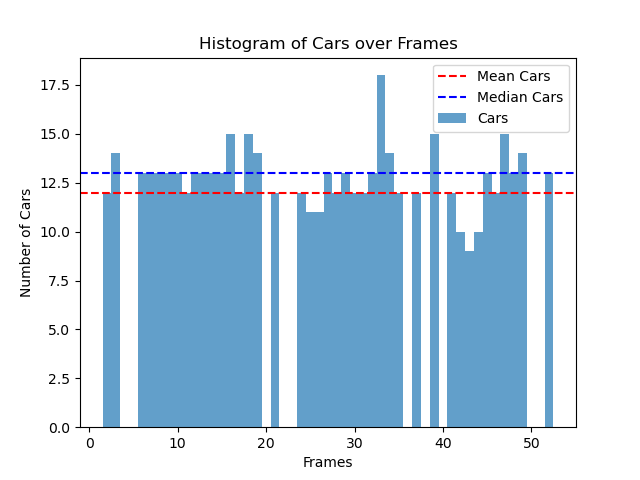 Histogram of Cars over Frames
Mean Cars
Median Cars
Cars
17.5
15.0
12.5
10.0
7.5
5.0
2.5
0.0
Number of Cars
0 10 20 30 40 50
Frames